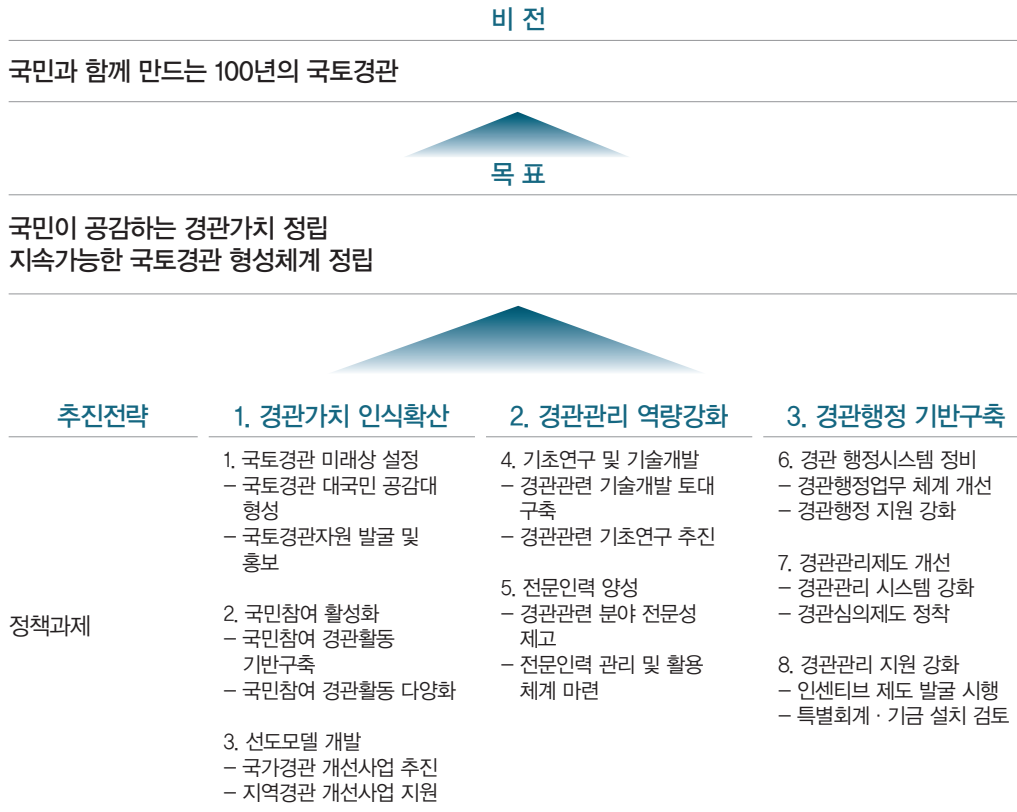 비 전
국민과 함께 만드는 100년의 국토경관
목 표
국민이 공감하는 경관가치 정립
지속가능한 국토경관 형성체계 정립
추진전략
1. 경관가치 인식확산
2. 경관관리 역량강화
3. 경관행정 기반구축
정책과제
1. 국토경관 미래상 설정
– 국토경관 대국민 공감대
형성
– 국토경관자원 발굴 및
홍보
2. 국민참여 활성화
– 국민참여 경관활동
기반구축
– 국민참여 경관활동 다양화
3. 선도모델 개발
– 국가경관 개선사업 추진
– 지역경관 개선사업 지원
4. 기초연구 및 기술개발
– 경관관련 기술개발 토대
구축
– 경관관련 기초연구 추진
5. 전문인력 양성
– 경관관련 분야 전문성
제고
– 전문인력 관리 및 활용
체계 마련
6. 경관 행정시스템 정비
– 경관행정업무 체계 개선
– 경관행정 지원 강화
7. 경관관리제도 개선
– 경관관리 시스템 강화
– 경관심의제도 정착
8. 경관관리 지원 강화
– 인센티브 제도 발굴 시행
– 특별회계 · 기금 설치 검토